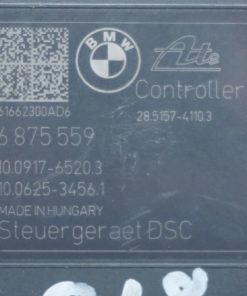 BMW
Ate
61662300AD6
Controller
28.5157-4110.3
6 875 559
10.0917-6520.3
10.0625-3456.1
MADE IN HUNGARY
Steuergeraet DSC